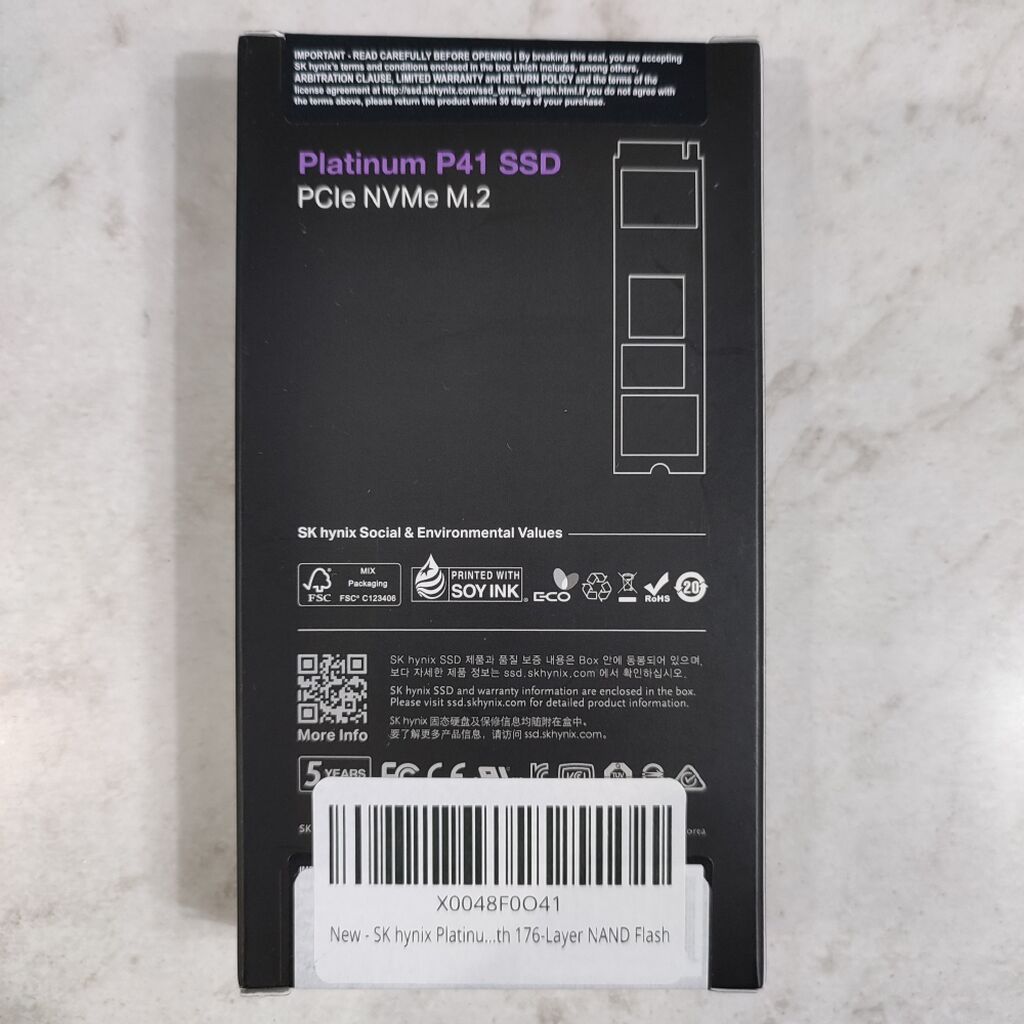 IMPORTANT - READ CAREFULLY BEFORE OPENING | By breaking this seal, you are accepting
SK hynix's terms and conditions enclosed in the box which includes, among others,
ARBITRATION CLAUSE, LIMITED WARRANTY and RETURN POLICY and the terms of the
license agreement at http://ssd.skhynix.com/ssd_terms_english.html.If you do not agree with
the terms above, please return the product within 30 days of your purchase.
Platinum P41 SSD
PCIe NVMe M.2
SK hynix Social & Environmental Values
FSC
MIX
Packaging
FSC® C123406
PRINTED WITH
SOY INK
®
ECO
RoHS
20
SK hynix SSD 제품과 품질 보증 내용은 Box 안에 동봉되어 있으며,
보다 자세한 제품 정보는 ssd.skhynix.com 에서 확인하십시오.
SK hynix SSD and warranty information are enclosed in the box.
Please visit ssd.skhynix.com for detailed product information.
SK hynix 固态硬盘及保修信息均随附在盒中。
要了解更多产品信息，请访问 ssd.skhynix.com。
More Info
5 YEARS
FC CE
VCI
TUV
SK
orea
X0048F0O41
New - SK hynix Platinu...th 176-Layer NAND Flash